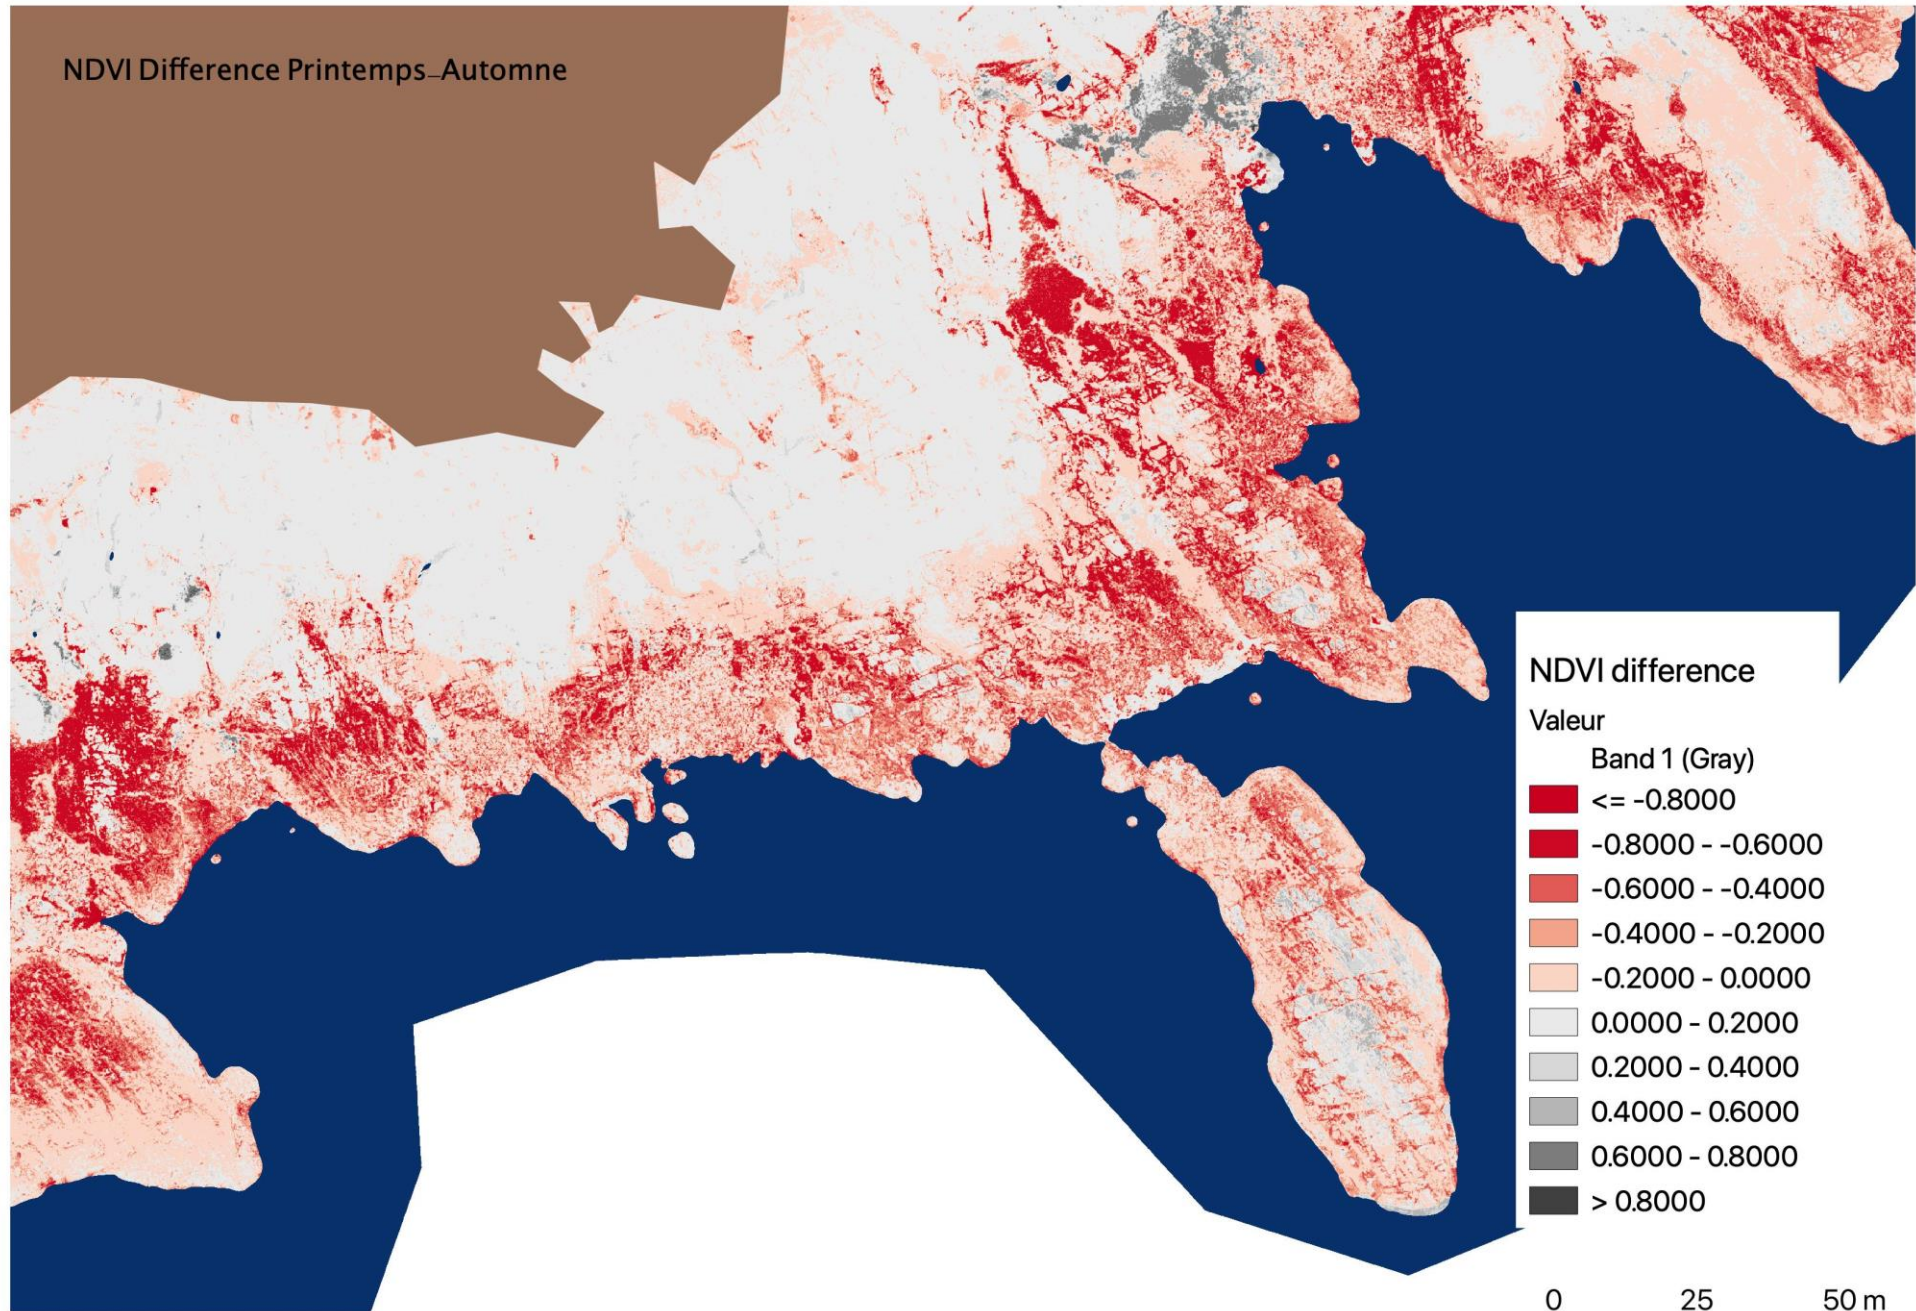 NDVI Difference Printemps_Automne
NDVI difference
Valeur
Band 1 (Gray)
<= -0.8000
-0.8000 - -0.6000
-0.6000 - -0.4000
-0.4000 - -0.2000
-0.2000 - 0.0000
0.0000 - 0.2000
0.2000 - 0.4000
0.4000 - 0.6000
0.6000 - 0.8000
> 0.8000
0 25 50 m